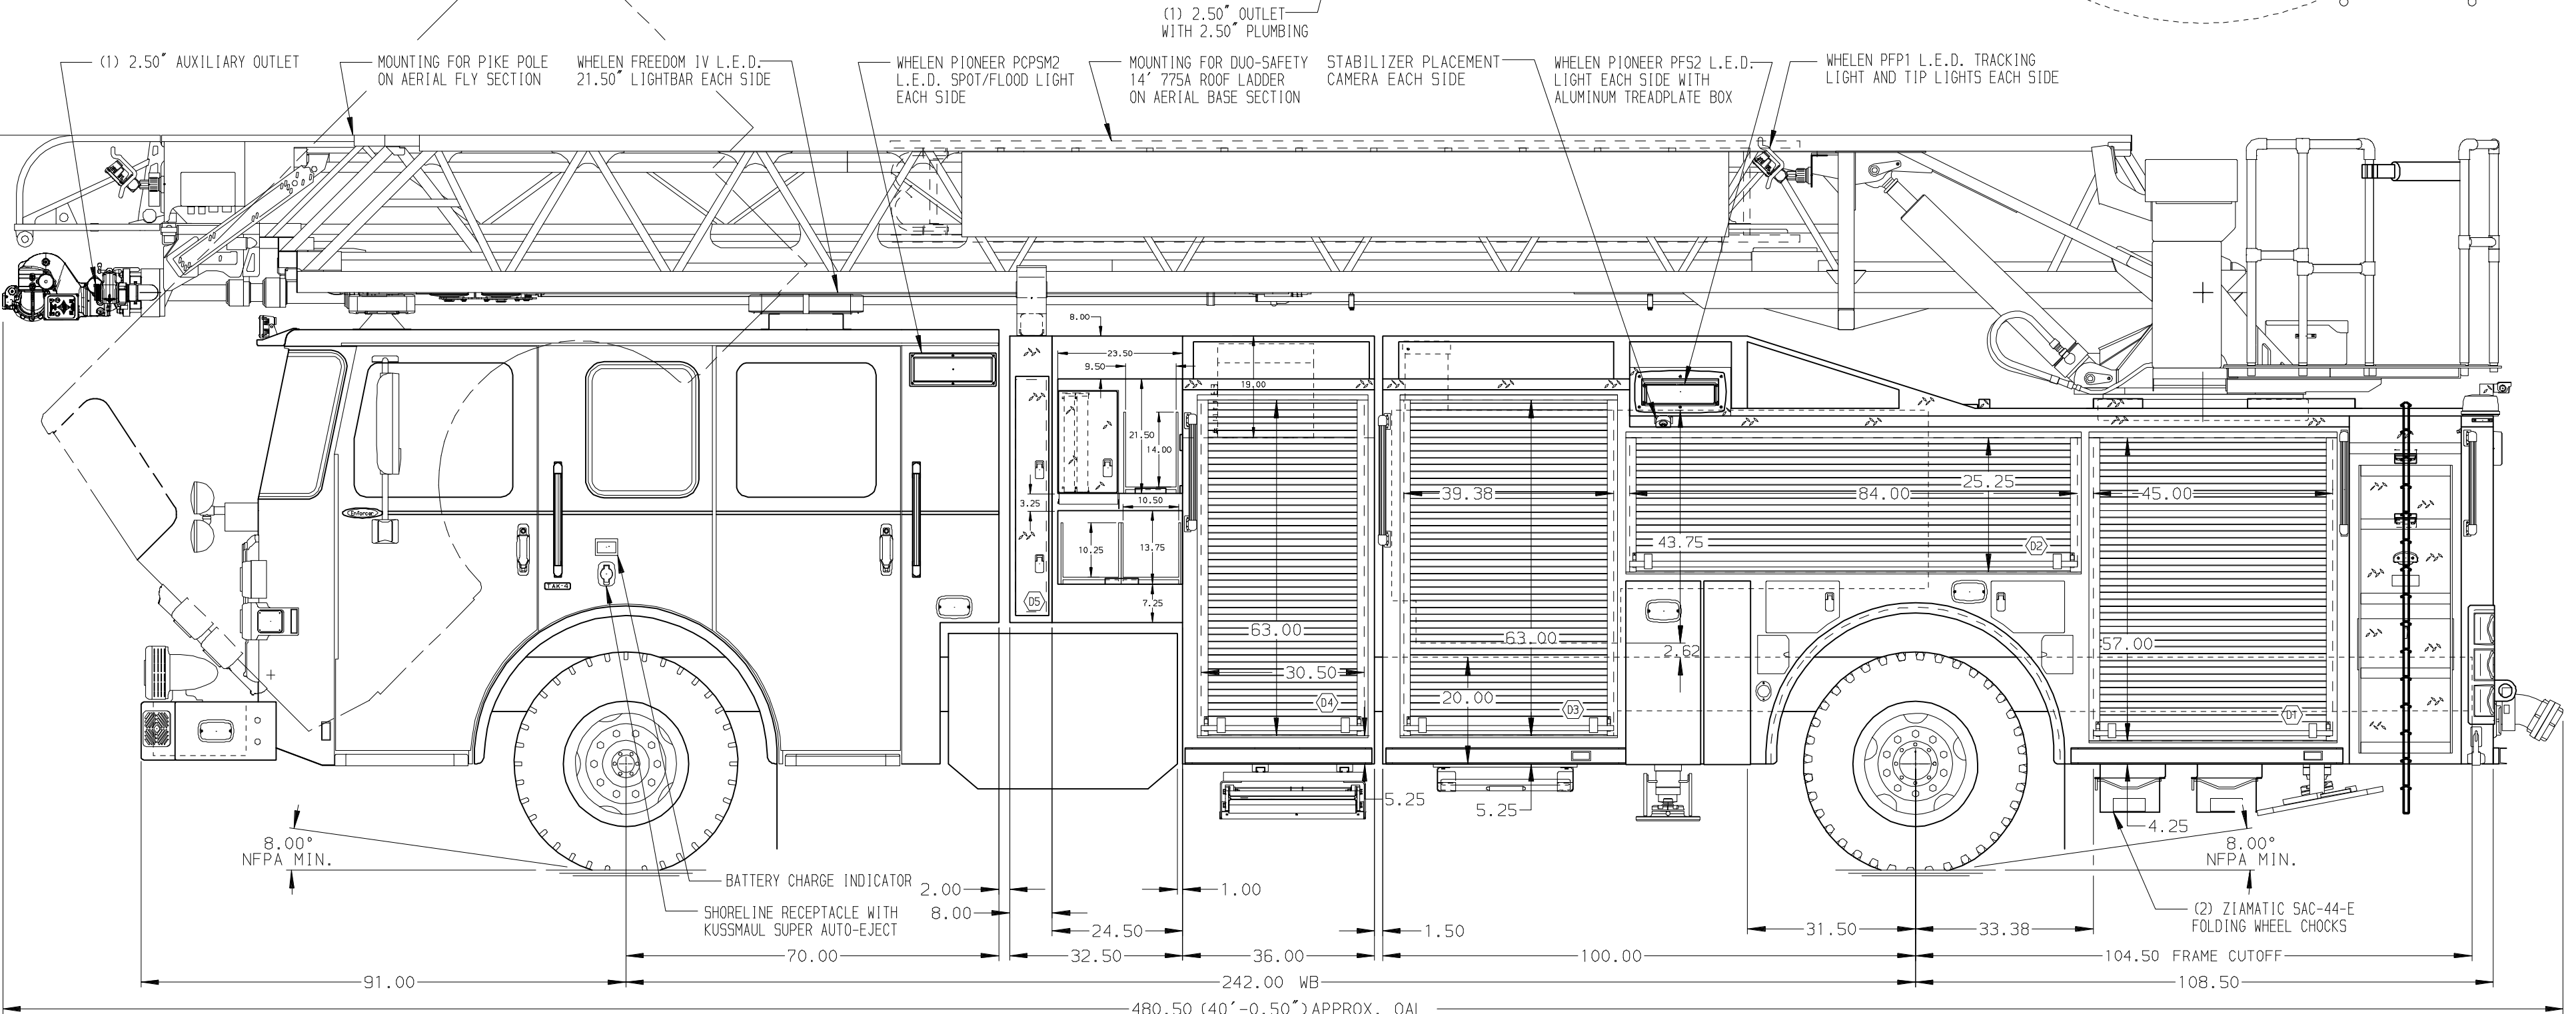 (1) 2.50" OUTLET
WITH 2.50" PLUMBING
(1) 2.50" AUXILIARY OUTLET
MOUNTING FOR PIKE POLE
ON AERIAL FLY SECTION
WHELEN FREEDOM IV L.E.D.
21.50" LIGHTBAR EACH SIDE
WHELEN PIONEER PCPSM2
L.E.D. SPOT/FLOOD LIGHT
EACH SIDE
MOUNTING FOR DUO-SAFETY
14' 775A ROOF LADDER
ON AERIAL BASE SECTION
STABILIZER PLACEMENT
CAMERA EACH SIDE
WHELEN PIONEER PFS2 L.E.D.
LIGHT EACH SIDE WITH
ALUMINUM TREADPLATE BOX
WHELEN PFP1 L.E.D. TRACKING
LIGHT AND TIP LIGHTS EACH SIDE
8.00
23.50
9.50
19.00
21.50
14.00
3.25
10.50
10.25
13.75
7.25
39.38
84.00
25.25
45.00
43.75
Enforcer
TAK-4
D5
D2
63.00
63.00
2.62
57.00
30.50
20.00
D4
D3
D1
5.25
5.25
4.25
8.00°
NFPA MIN.
8.00°
NFPA MIN.
BATTERY CHARGE INDICATOR
2.00
1.00
SHORELINE RECEPTACLE WITH
KUSSMAUL SUPER AUTO-EJECT
8.00
(2) ZIAMATIC SAC-44-E
FOLDING WHEEL CHOCKS
24.50
1.50
31.50
33.38
70.00
32.50
36.00
100.00
104.50 FRAME CUTOFF
91.00
242.00 WB
108.50
480.50 (40'-0.50") APPROX. OAL